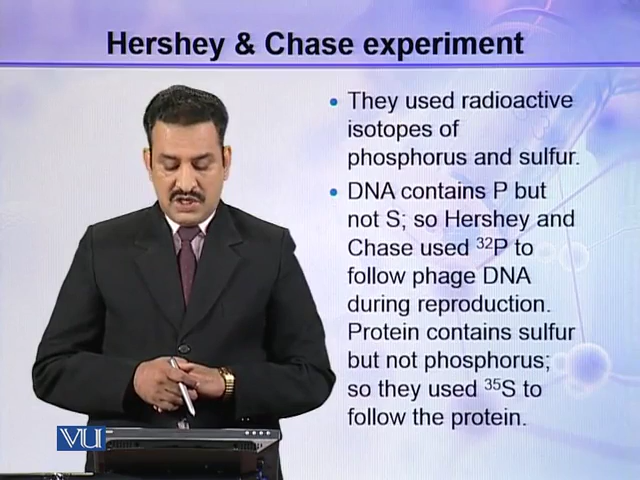 Hershey & Chase experiment
• They used radioactive
isotopes of
phosphorus and sulfur.
• DNA contains P but
not S; so Hershey and
Chase used ³²P to
follow phage DNA
during reproduction.
Protein contains sulfur
but not phosphorus;
so they used ³⁵S to
follow the protein.
VU